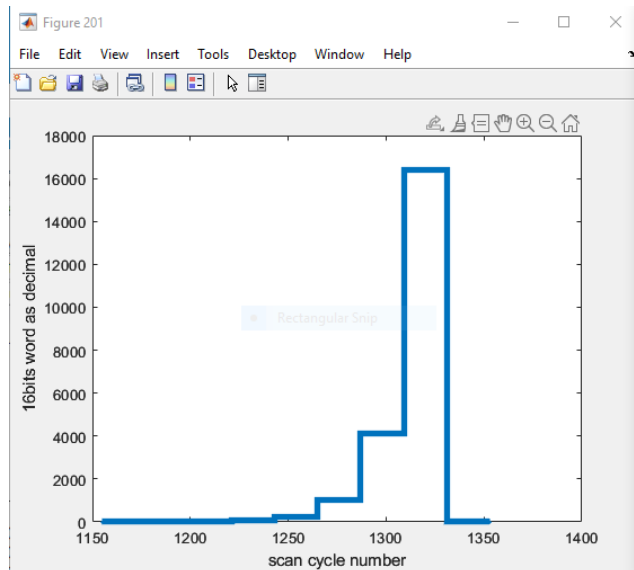 Figure 201
File Edit View Insert Tools Desktop Window Help
18000
16000
14000
12000
10000
8000
6000
4000
2000
0
16bits word as decimal
Rectangular Snip
1150 1200 1250 1300 1350 1400
scan cycle number